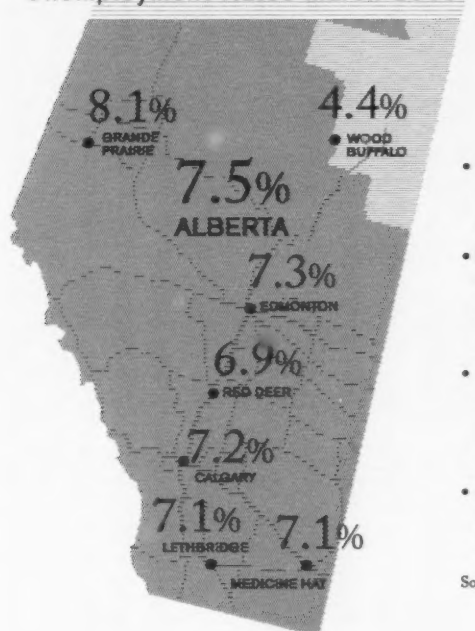 8.1%
GRANDE
PRAIRIE
4.4%
WOOD
BUFFALO
7.5%
ALBERTA
7.3%
EDMONTON
6.9%
RED DEER
7.2%
CALGARY
7.1%
LETHBRIDGE
7.1%
MEDICINE HAT
So